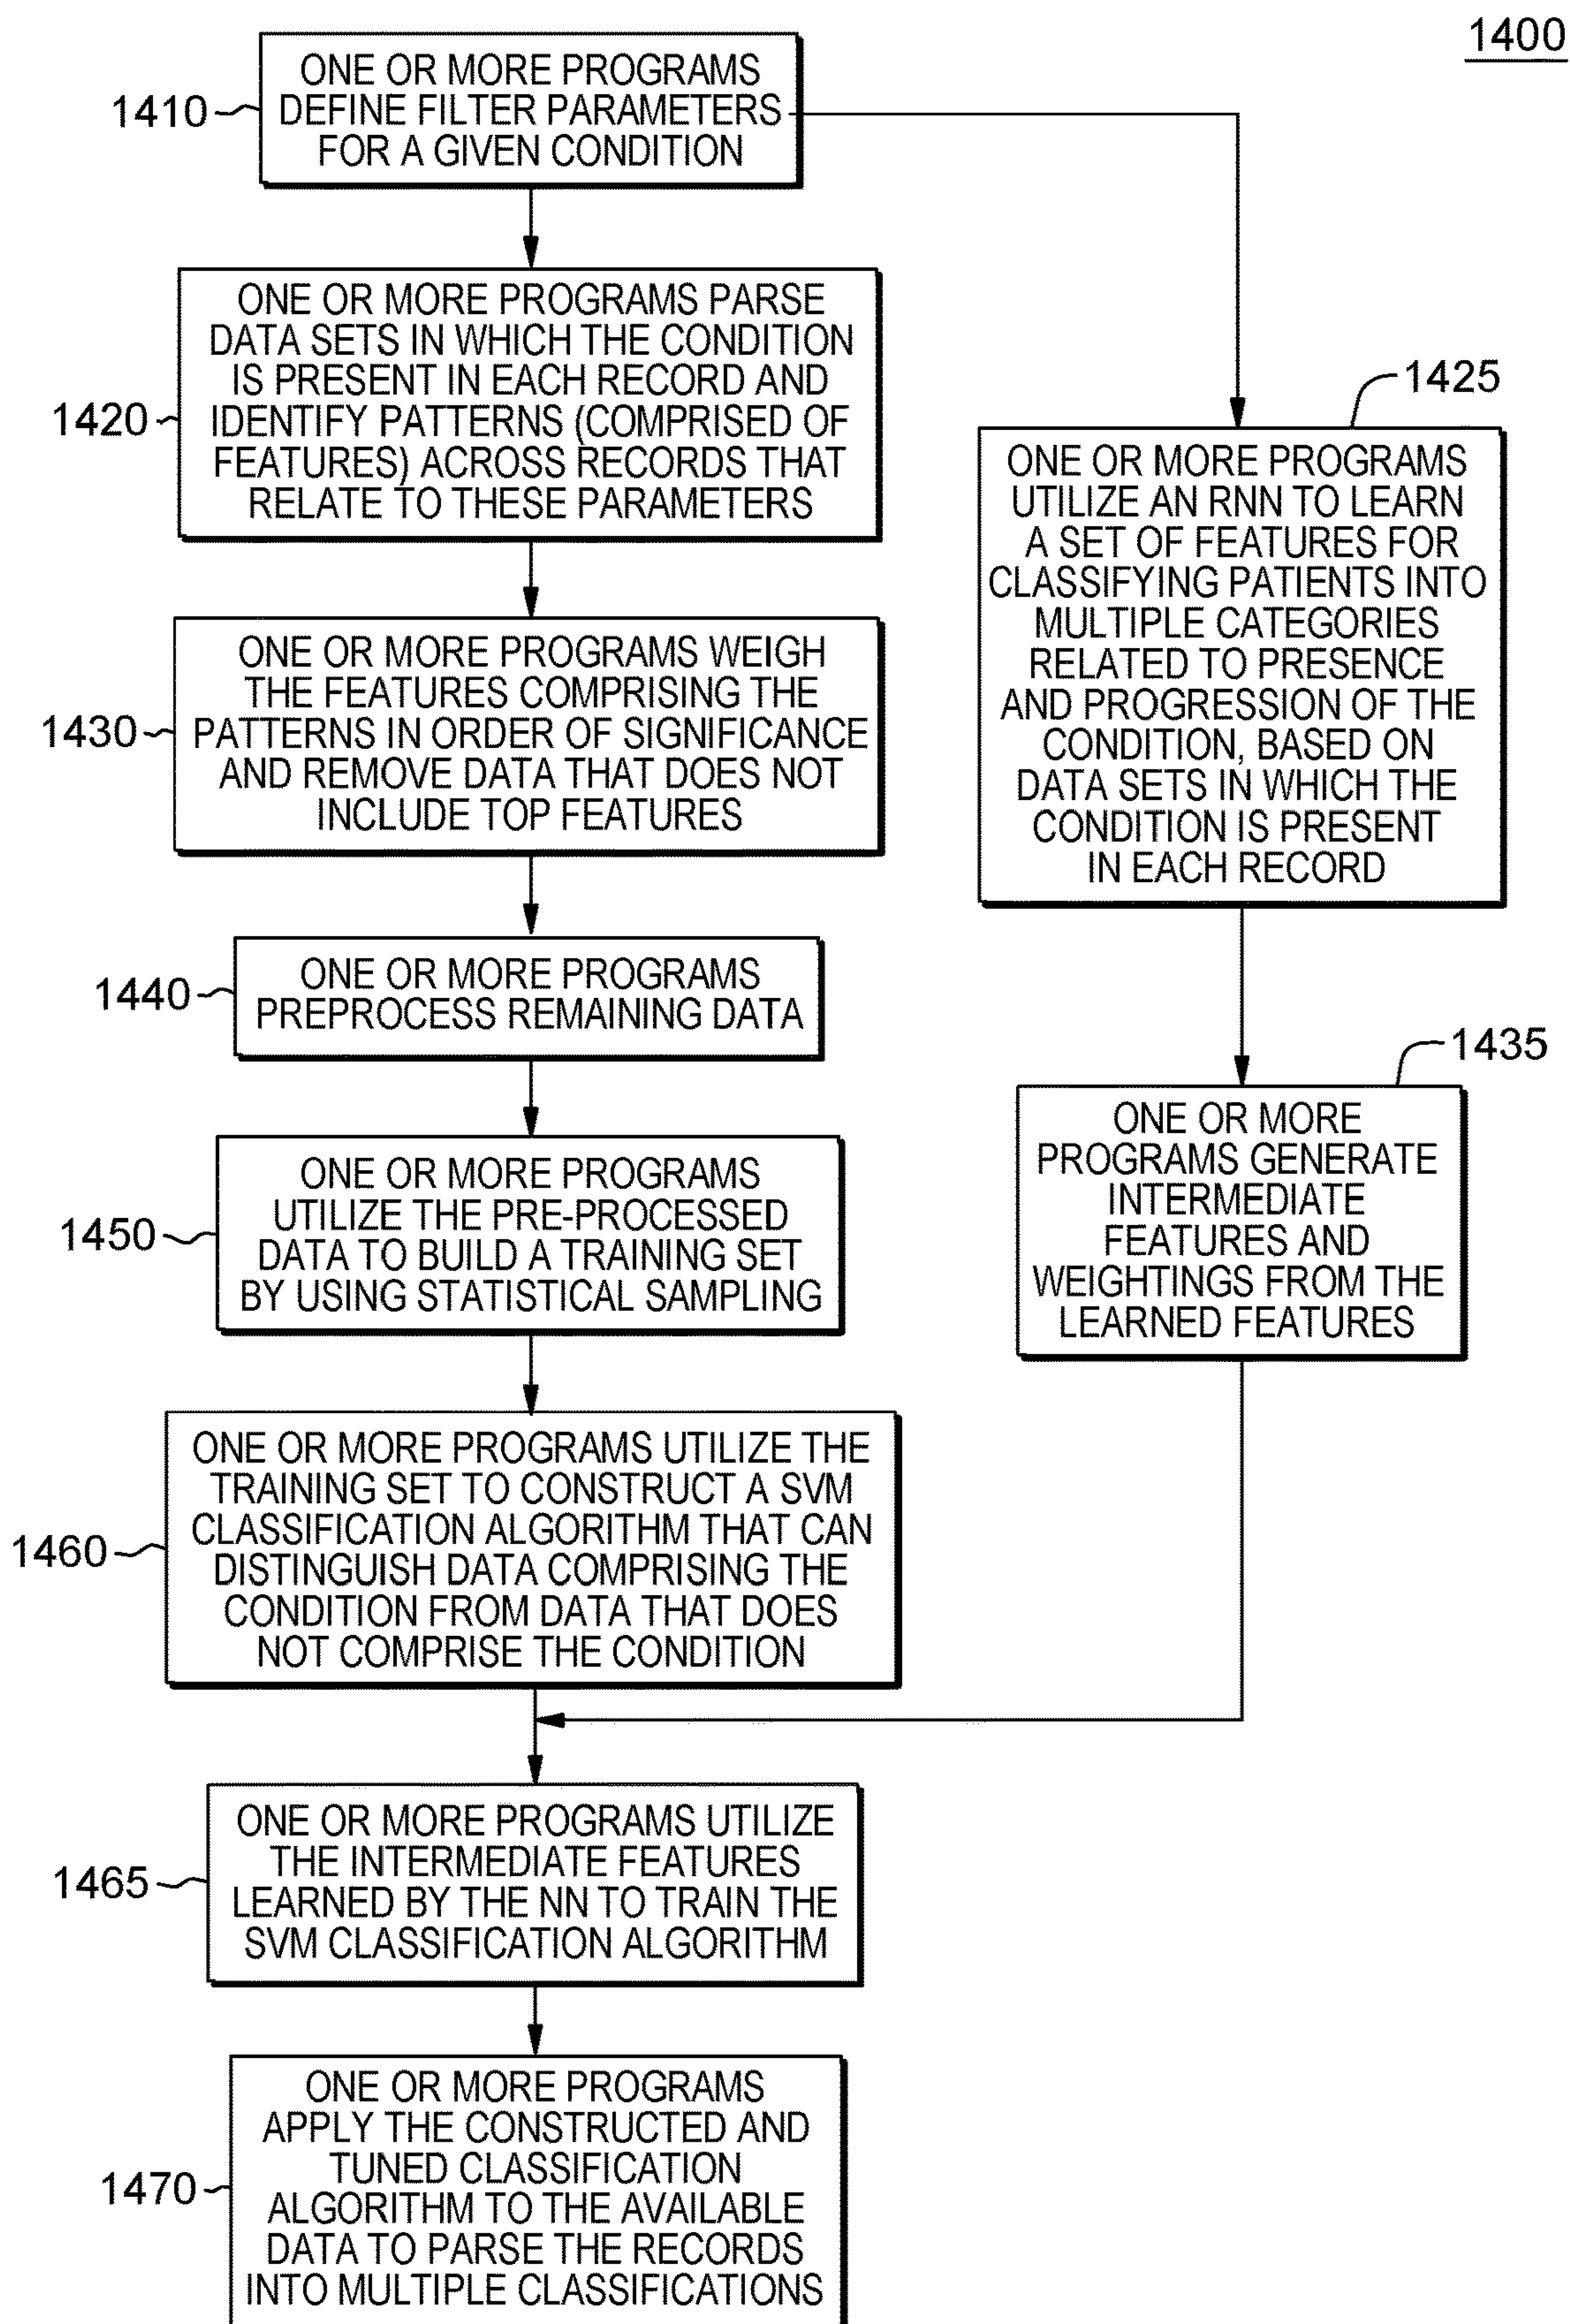 1400
1410
ONE OR MORE PROGRAMS
DEFINE FILTER PARAMETERS
FOR A GIVEN CONDITION
1420
ONE OR MORE PROGRAMS PARSE
DATA SETS IN WHICH THE CONDITION
IS PRESENT IN EACH RECORD AND
IDENTIFY PATTERNS (COMPRISED OF
FEATURES) ACROSS RECORDS THAT
RELATE TO THESE PARAMETERS
1425
ONE OR MORE PROGRAMS
UTILIZE AN RNN TO LEARN
A SET OF FEATURES FOR
CLASSIFYING PATIENTS INTO
MULTIPLE CATEGORIES
RELATED TO PRESENCE
AND PROGRESSION OF THE
CONDITION, BASED ON
DATA SETS IN WHICH THE
CONDITION IS PRESENT
IN EACH RECORD
1430
ONE OR MORE PROGRAMS WEIGH
THE FEATURES COMPRISING THE
PATTERNS IN ORDER OF SIGNIFICANCE
AND REMOVE DATA THAT DOES NOT
INCLUDE TOP FEATURES
1435
ONE OR MORE
PROGRAMS GENERATE
INTERMEDIATE
FEATURES AND
WEIGHTINGS FROM THE
LEARNED FEATURES
1440
ONE OR MORE PROGRAMS
PREPROCESS REMAINING DATA
1450
ONE OR MORE PROGRAMS
UTILIZE THE PRE-PROCESSED
DATA TO BUILD A TRAINING SET
BY USING STATISTICAL SAMPLING
1460
ONE OR MORE PROGRAMS UTILIZE THE
TRAINING SET TO CONSTRUCT A SVM
CLASSIFICATION ALGORITHM THAT CAN
DISTINGUISH DATA COMPRISING THE
CONDITION FROM DATA THAT DOES
NOT COMPRISE THE CONDITION
1465
ONE OR MORE PROGRAMS UTILIZE
THE INTERMEDIATE FEATURES
LEARNED BY THE NN TO TRAIN THE
SVM CLASSIFICATION ALGORITHM
1470
ONE OR MORE PROGRAMS
APPLY THE CONSTRUCTED AND
TUNED CLASSIFICATION
ALGORITHM TO THE AVAILABLE
DATA TO PARSE THE RECORDS
INTO MULTIPLE CLASSIFICATIONS